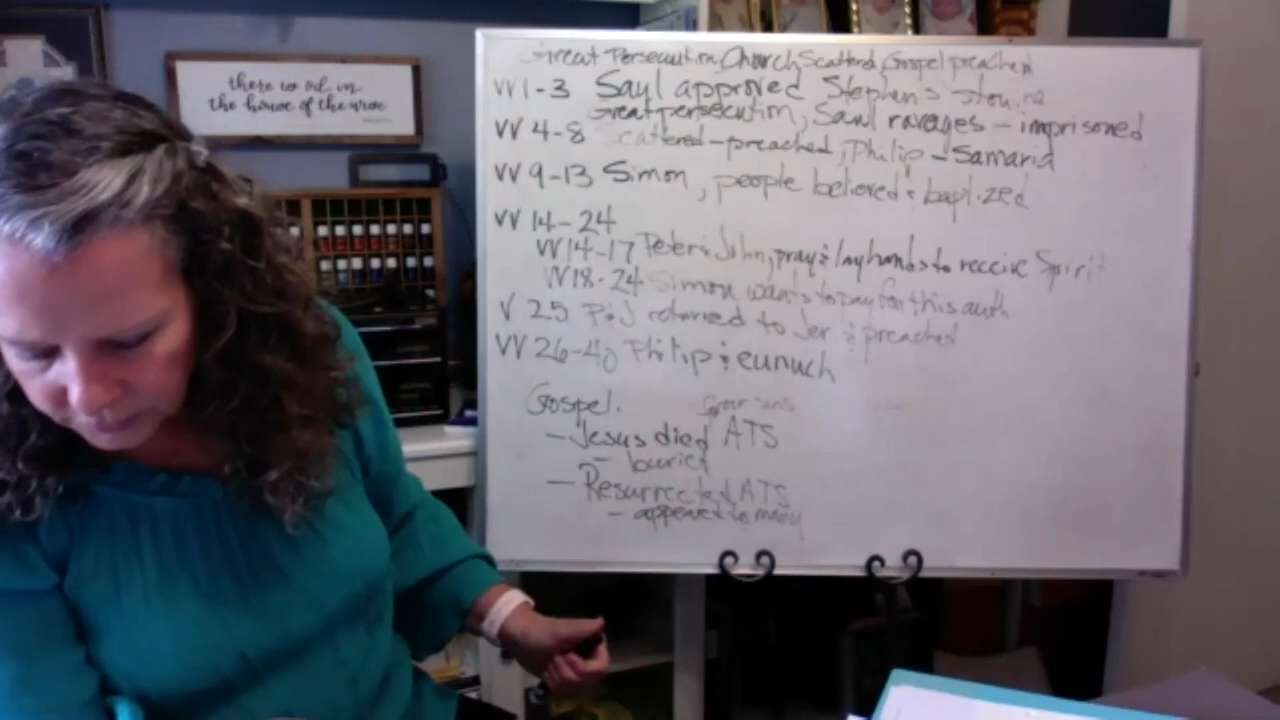 there is oil in
the house of the wise
Great Persecution, Church Scattered, Gospel preached
VV 1-3 Saul approved Stephen's stoning
Great persecution, Saul ravages - imprisoned
VV 4-8 Scattered - preached, Philip - Samaria
VV 9-13 Simon, people believed & baptized
VV 14-24
VV 14-17 Peter & John, pray & lay hands to receive Spirit
VV 18-24 Simon wants to pay for this auth
V 25 P&J returned to Jer & preached
VV 26-40 Philip & eunuch
Gospel.
for our sins
- Jesus died ATS
- buried
- Resurrected ATS
- appeared to many